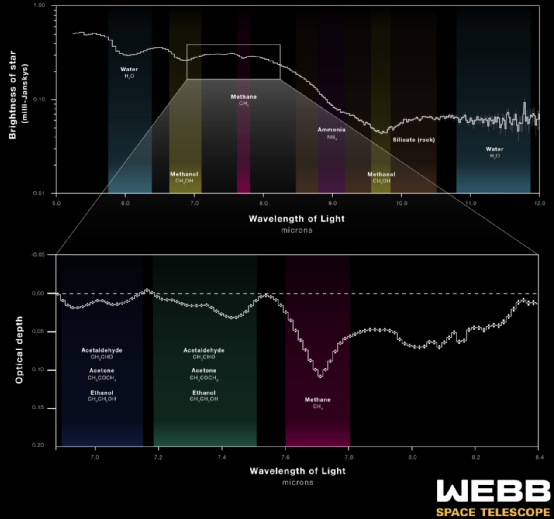 1.00
Brightness of star
(milli-Janskys)
0.10
0.01
Water
H₂O
Methanol
CH₃OH
Methane
CH₄
Ammonia
NH₃
Methanol
CH₃OH
Silicate (rock)
Water
H₂O
5.0 6.0 7.0 8.0 9.0 10.0 11.0 12.0
Wavelength of Light
microns
-0.05
0.00
0.05
0.10
0.15
0.20
Optical depth
Acetaldehyde
CH₃CHO
Acetone
CH₃COCH₃
Ethanol
CH₃CH₂OH
Acetaldehyde
CH₃CHO
Acetone
CH₃COCH₃
Ethanol
CH₃CH₂OH
Methane
CH₄
7.0 7.2 7.4 7.6 7.8 8.0 8.2 8.4
Wavelength of Light
microns
WEBB
SPACE TELESCOPE